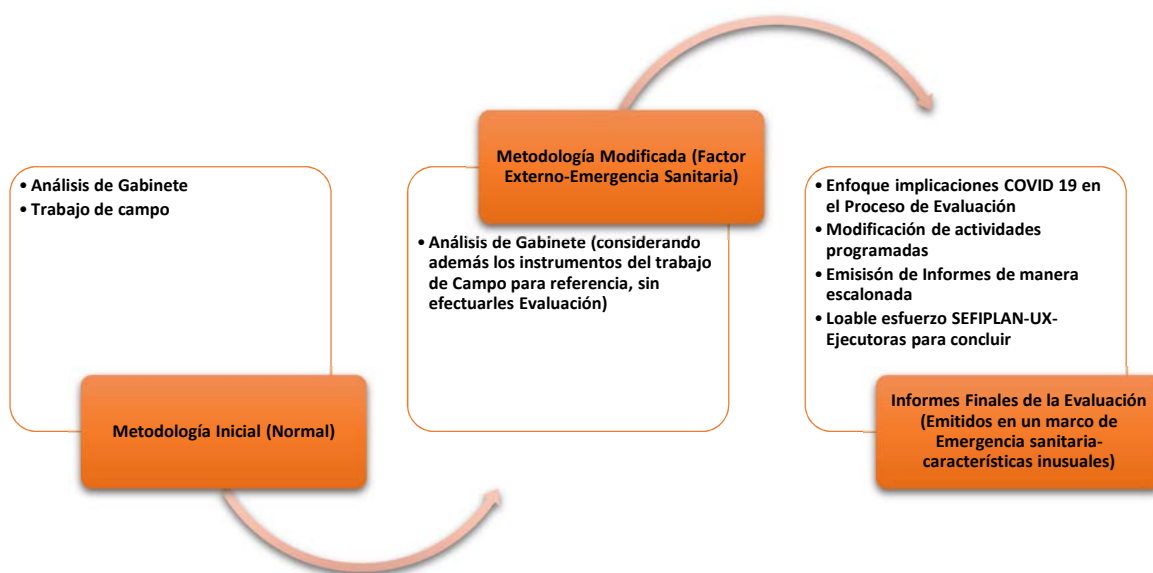 • Análisis de Gabinete
• Trabajo de campo
Metodología Inicial (Normal)
Metodología Modificada (Factor
Externo-Emergencia Sanitaria)
• Análisis de Gabinete (considerando
además los instrumentos del trabajo
de Campo para referencia, sin
efectuarles Evaluación)
• Enfoque implicaciones COVID 19 en
el Proceso de Evaluación
• Modificación de actividades
programadas
• Emisisón de Informes de manera
escalonada
• Loable esfuerzo SEFIPLAN-UX-
Ejecutoras para concluir
Informes Finales de la Evaluación
(Emitidos en un marco de
Emergencia sanitaria-
características inusuales)